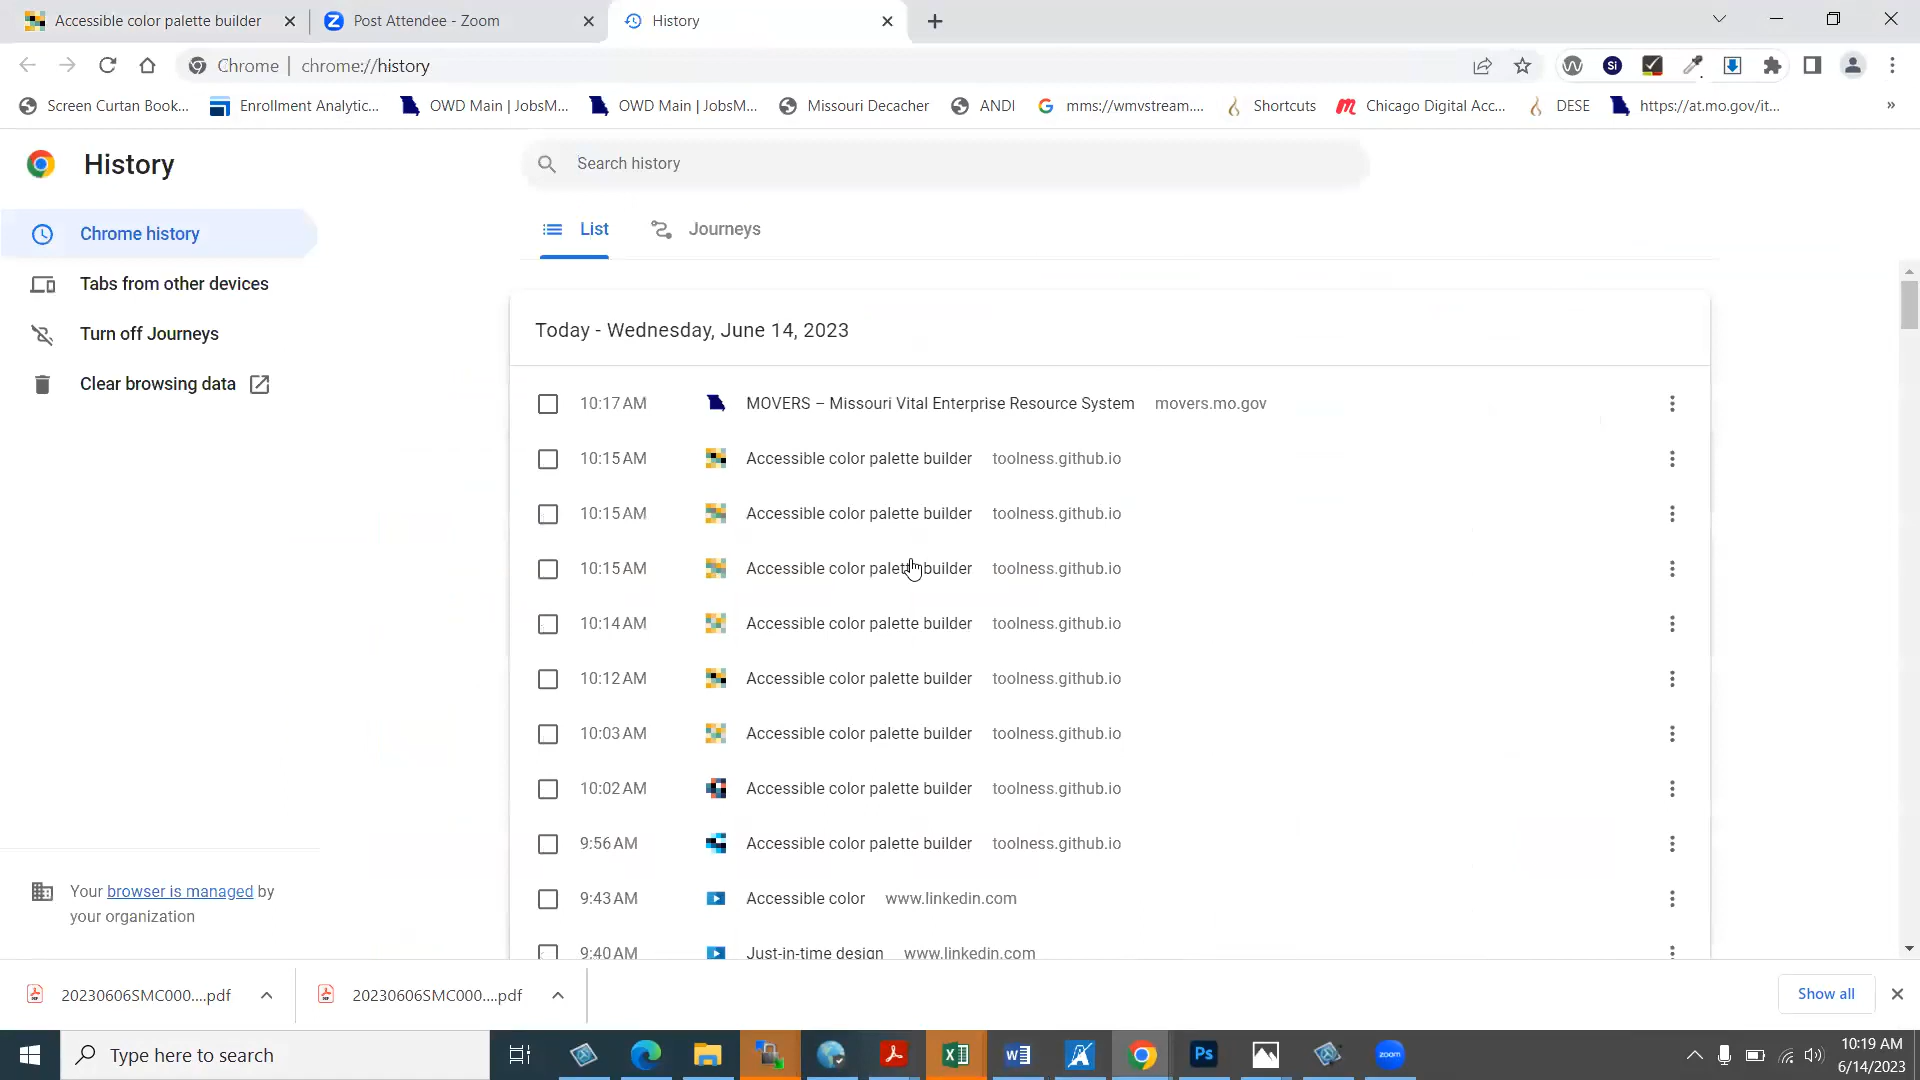 Accessible color palette builder
Post Attendee - Zoom
History
Chrome | chrome://history
Screen Curtan Book...
Enrollment Analytic...
OWD Main | JobsM...
OWD Main | JobsM...
Missouri Decacher
ANDI
mms://wmvstream....
Shortcuts
Chicago Digital Acc...
DESE
https://at.mo.gov/it...
»
History
Search history
Chrome history
Tabs from other devices
Turn off Journeys
Clear browsing data
List
Journeys
Today - Wednesday, June 14, 2023
10:17 AM MOVERS – Missouri Vital Enterprise Resource System movers.mo.gov
10:15 AM Accessible color palette builder toolness.github.io
10:15 AM Accessible color palette builder toolness.github.io
10:15 AM Accessible color palette builder toolness.github.io
10:14 AM Accessible color palette builder toolness.github.io
10:12 AM Accessible color palette builder toolness.github.io
10:03 AM Accessible color palette builder toolness.github.io
10:02 AM Accessible color palette builder toolness.github.io
9:56 AM Accessible color palette builder toolness.github.io
9:43 AM Accessible color www.linkedin.com
9:40 AM Just-in-time design www.linkedin.com
Your browser is managed by
your organization
20230606SMC000....pdf
20230606SMC000....pdf
Show all
Type here to search
Ps
zoom
10:19 AM
6/14/2023